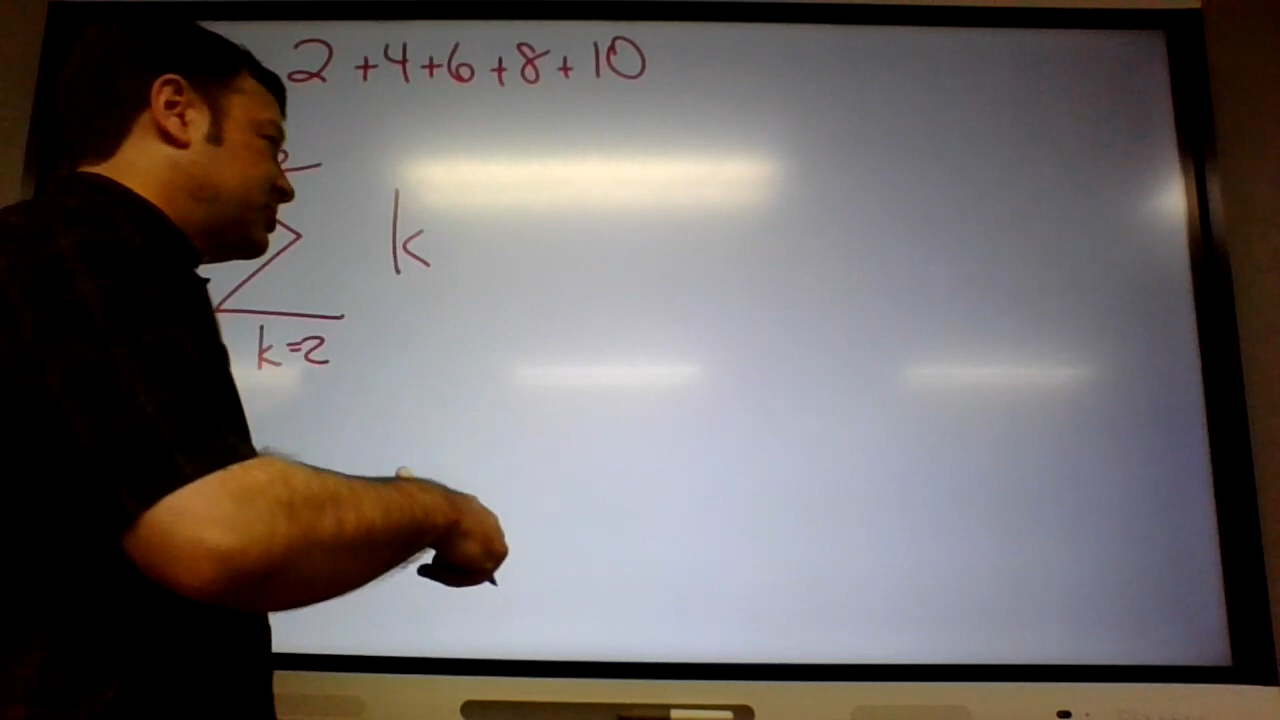 2 + 4 + 6 + 8 + 10
∑ k
k=2